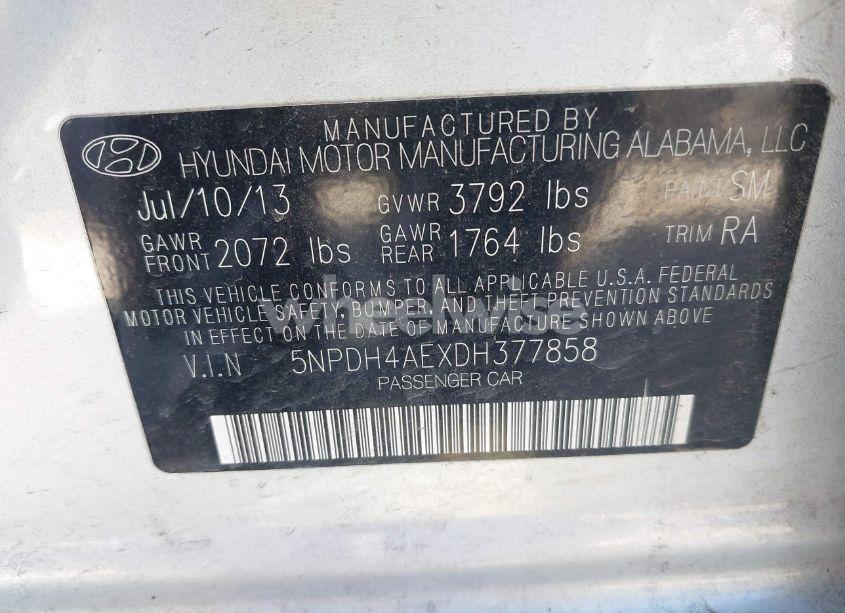 MANUFACTURED BY
HYUNDAI MOTOR MANUFACTURING ALABAMA, LLC
Jul/10/13 GVWR 3792 lbs PAINT SM
GAWR FRONT 2072 lbs GAWR REAR 1764 lbs TRIM RA
THIS VEHICLE CONFORMS TO ALL APPLICABLE U.S.A. FEDERAL
MOTOR VEHICLE SAFETY, BUMPER, AND THEFT PREVENTION STANDARDS
IN EFFECT ON THE DATE OF MANUFACTURING SHOWN ABOVE
V.I.N 5NPDH4AEXDH377858
PASSENGER CAR
wheelwise